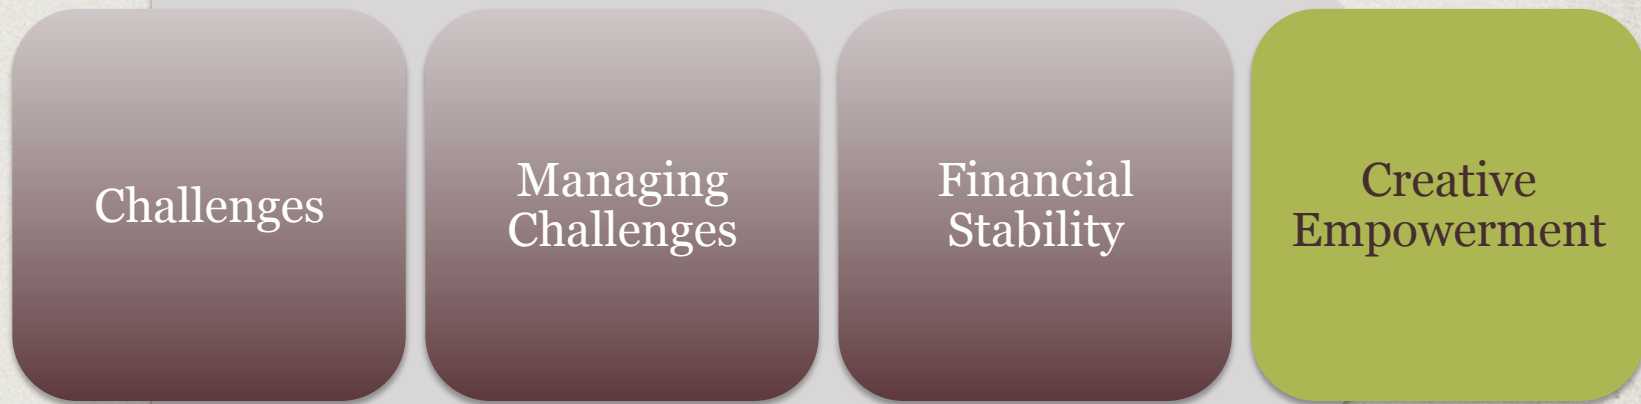 Challenges
Managing
Challenges
Financial
Stability
Creative
Empowerment